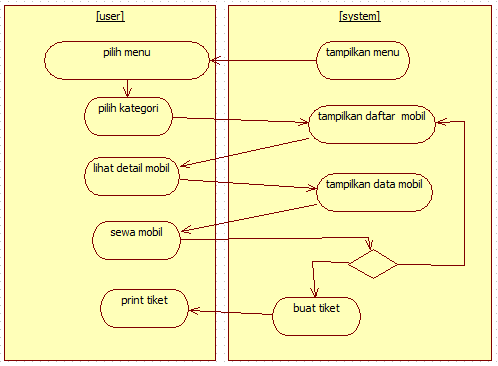 [user]
[system]
pilih menu
tampilkan menu
pilih kategori
tampilkan daftar mobil
lihat detail mobil
tampilkan data mobil
sewa mobil
print tiket
buat tiket